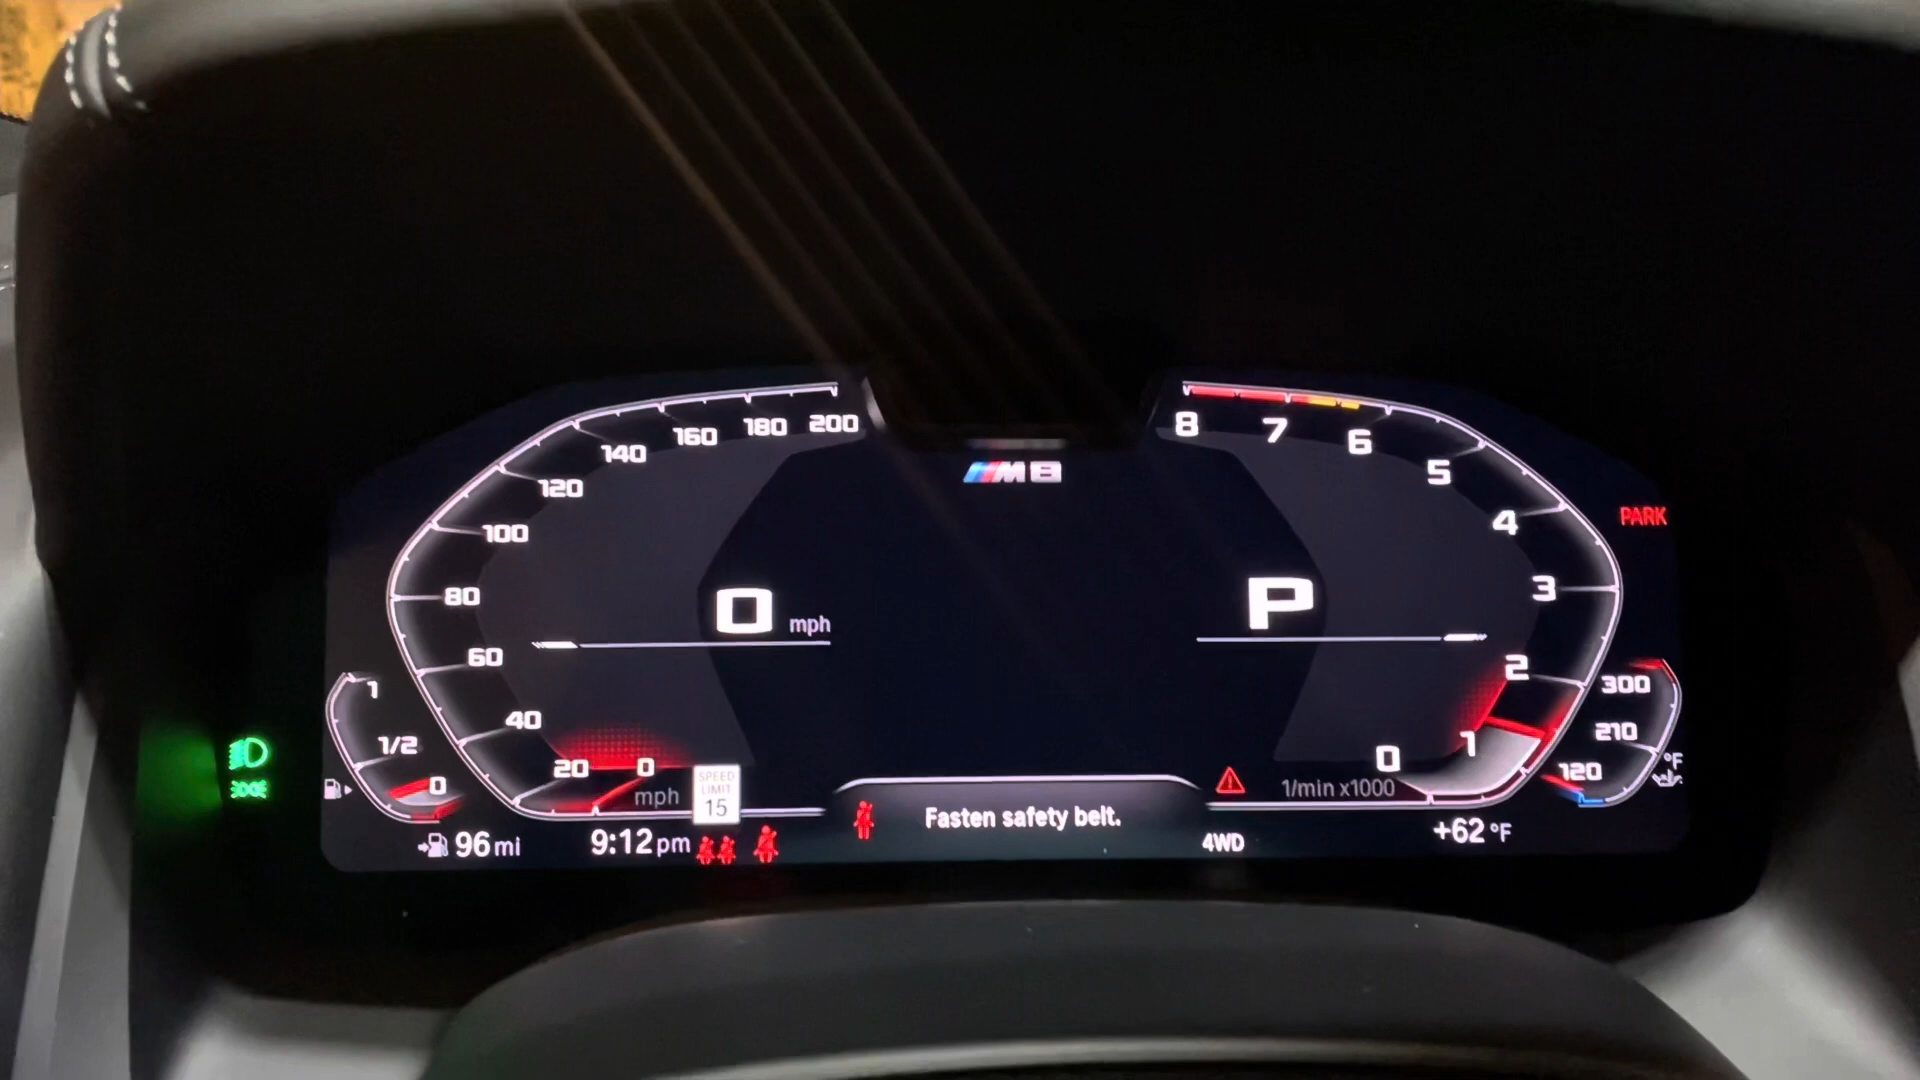 M8
200
180
160
140
120
100
80
60
40
20
0
mph
0 mph
8
7
6
5
4
3
2
1
0
1/min x1000
P
PARK
1
1/2
0
300
210
120
°F
SPEED
LIMIT
15
Fasten safety belt.
96 mi
9:12 pm
4WD
+62 °F